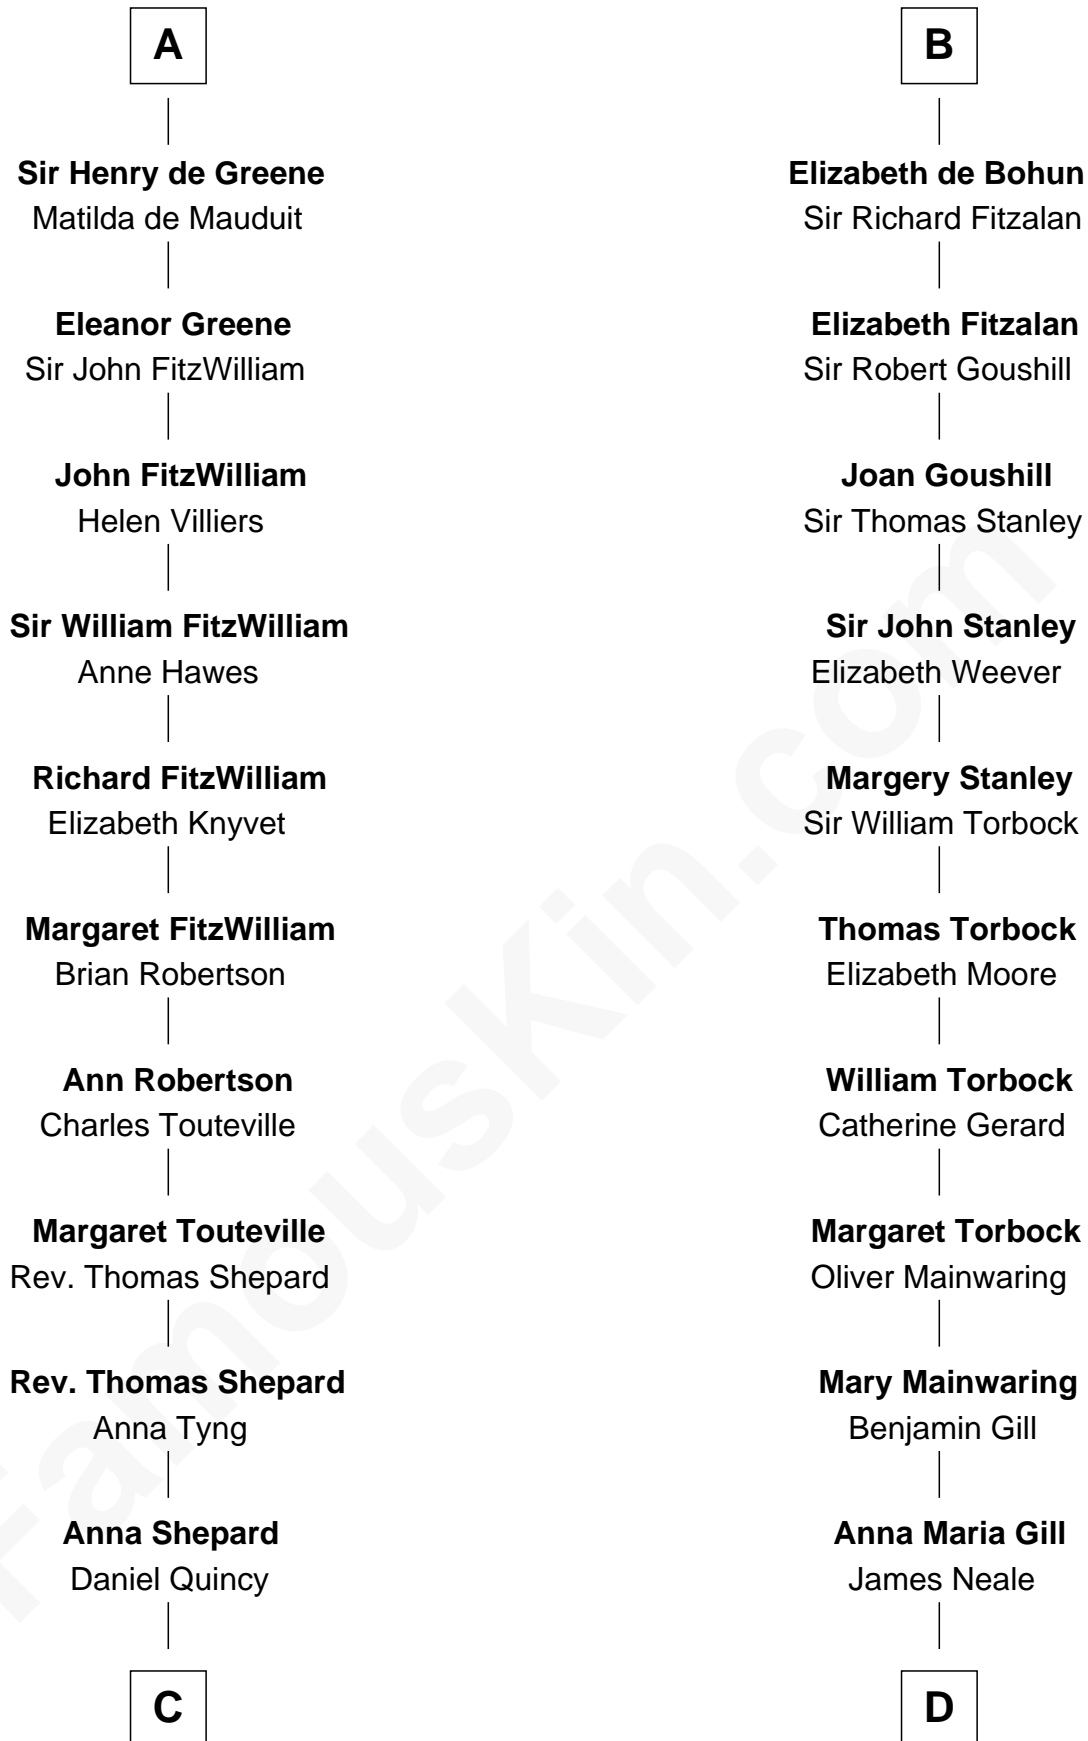 A
Sir Henry de Greene
Matilda de Mauduit
Eleanor Greene
Sir John FitzWilliam
John FitzWilliam
Helen Villiers
Sir William FitzWilliam
Anne Hawes
Richard FitzWilliam
Elizabeth Knyvet
Margaret FitzWilliam
Brian Robertson
Ann Robertson
Charles Touteville
Margaret Touteville
Rev. Thomas Shepard
Rev. Thomas Shepard
Anna Tyng
Anna Shepard
Daniel Quincy
C
B
Elizabeth de Bohun
Sir Richard Fitzalan
Elizabeth Fitzalan
Sir Robert Goushill
Joan Goushill
Sir Thomas Stanley
Sir John Stanley
Elizabeth Weever
Margery Stanley
Sir William Torbock
Thomas Torbock
Elizabeth Moore
William Torbock
Catherine Gerard
Margaret Torbock
Oliver Mainwaring
Mary Mainwaring
Benjamin Gill
Anna Maria Gill
James Neale
D
FamousKin.com